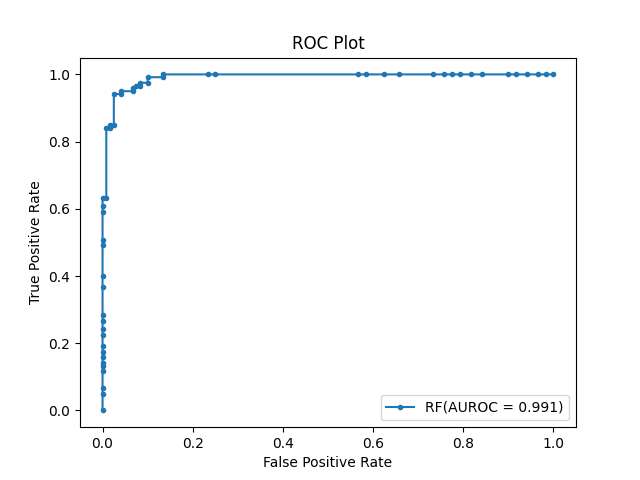 ROC Plot
True Positive Rate
1.0
0.8
0.6
0.4
0.2
0.0
RF(AUROC = 0.991)
0.0 0.2 0.4 0.6 0.8 1.0
False Positive Rate